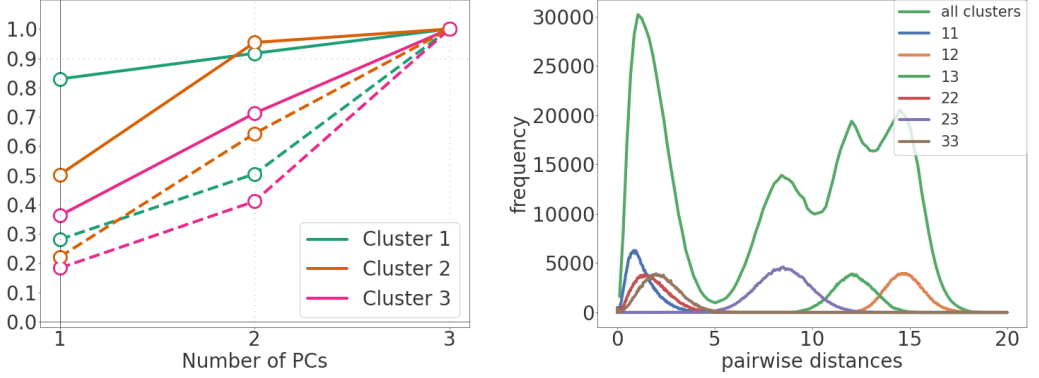 1.0
0.9
0.8
0.7
0.6
0.5
0.4
0.3
0.2
0.1
0.0
1 2 3
Number of PCs
Cluster 1
Cluster 2
Cluster 3
30000
25000
20000
15000
10000
5000
0
frequency
0 5 10 15 20
pairwise distances
all clusters
11
12
13
22
23
33